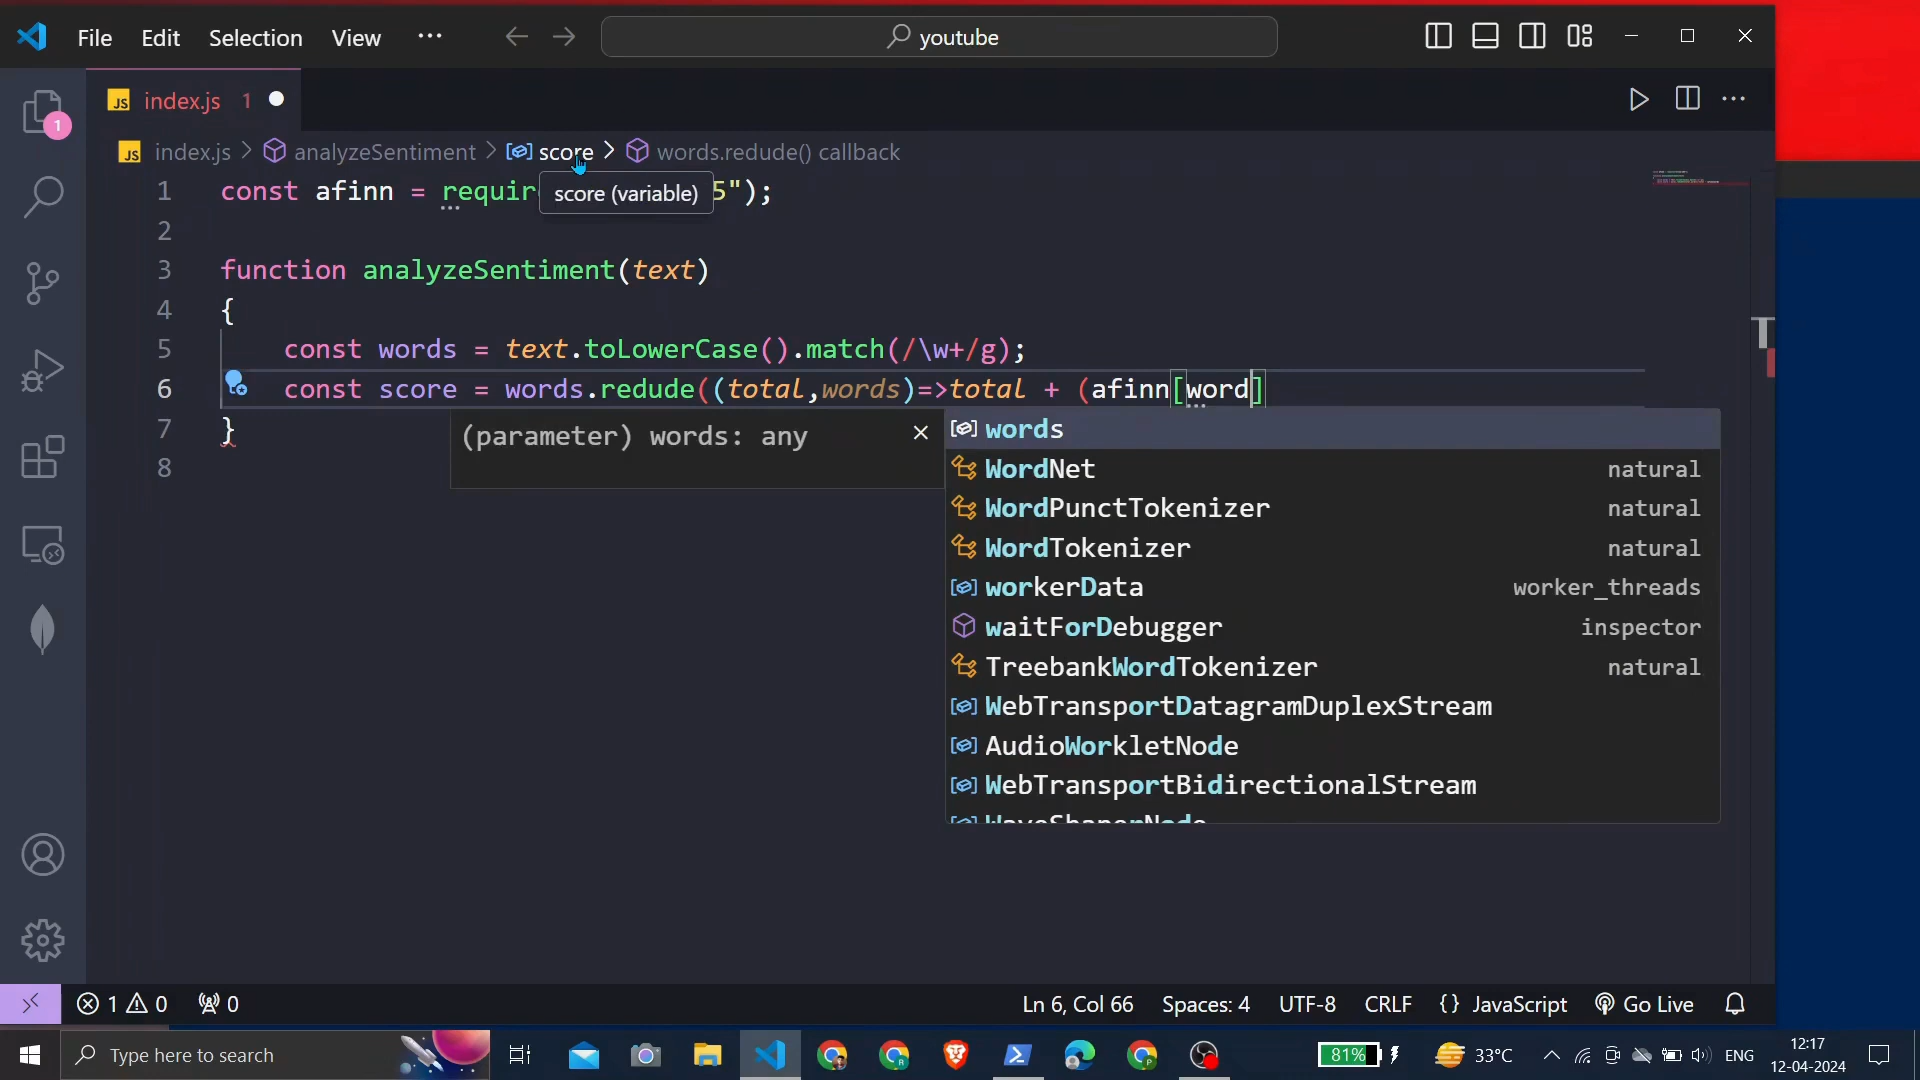 File Edit Selection View ··· youtube
JS index.js 1
JS index.js > analyzeSentiment > score > words.redude() callback
1 const afinn = requir 5");
score (variable)
2
3 function analyzeSentiment(text)
4 {
5 const words = text.toLowerCase().match(/\w+/g);
6 const score = words.redude((total,words)=>total + (afinn[word]
7 }
8
(parameter) words: any
words
WordNet natural
WordPunctTokenizer natural
WordTokenizer natural
workerData worker_threads
waitForDebugger inspector
TreebankWordTokenizer natural
WebTransportDatagramDuplexStream
AudioWorkletNode
WebTransportBidirectionalStream
1
1 0 0 Ln 6, Col 66 Spaces: 4 UTF-8 CRLF {} JavaScript Go Live
Type here to search 81% 33°C ENG 12:17
12-04-2024